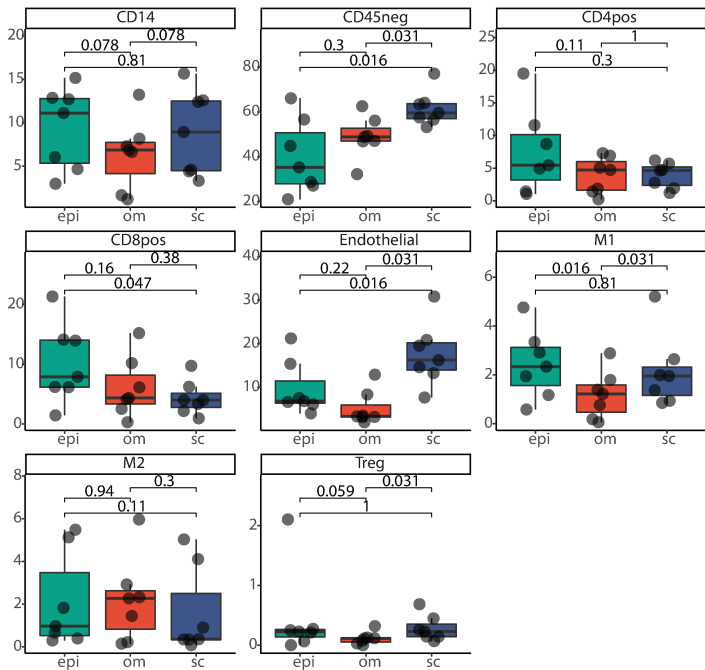 CD14
CD45neg
CD4pos
20
15
10
5
0.078
0.078
0.81
epi
om
sc
80
60
40
20
0.031
0.3
0.016
epi
om
sc
25
20
15
10
5
0
1
0.11
0.3
epi
om
sc
CD8pos
Endothelial
M1
20
10
0
0.38
0.16
0.047
epi
om
sc
40
30
20
10
0.031
0.22
0.016
epi
om
sc
6
4
2
0
0.031
0.016
0.81
epi
om
sc
M2
Treg
8
6
4
2
0
0.3
0.94
0.11
epi
om
sc
2
1
0
0.031
0.059
1
epi
om
sc